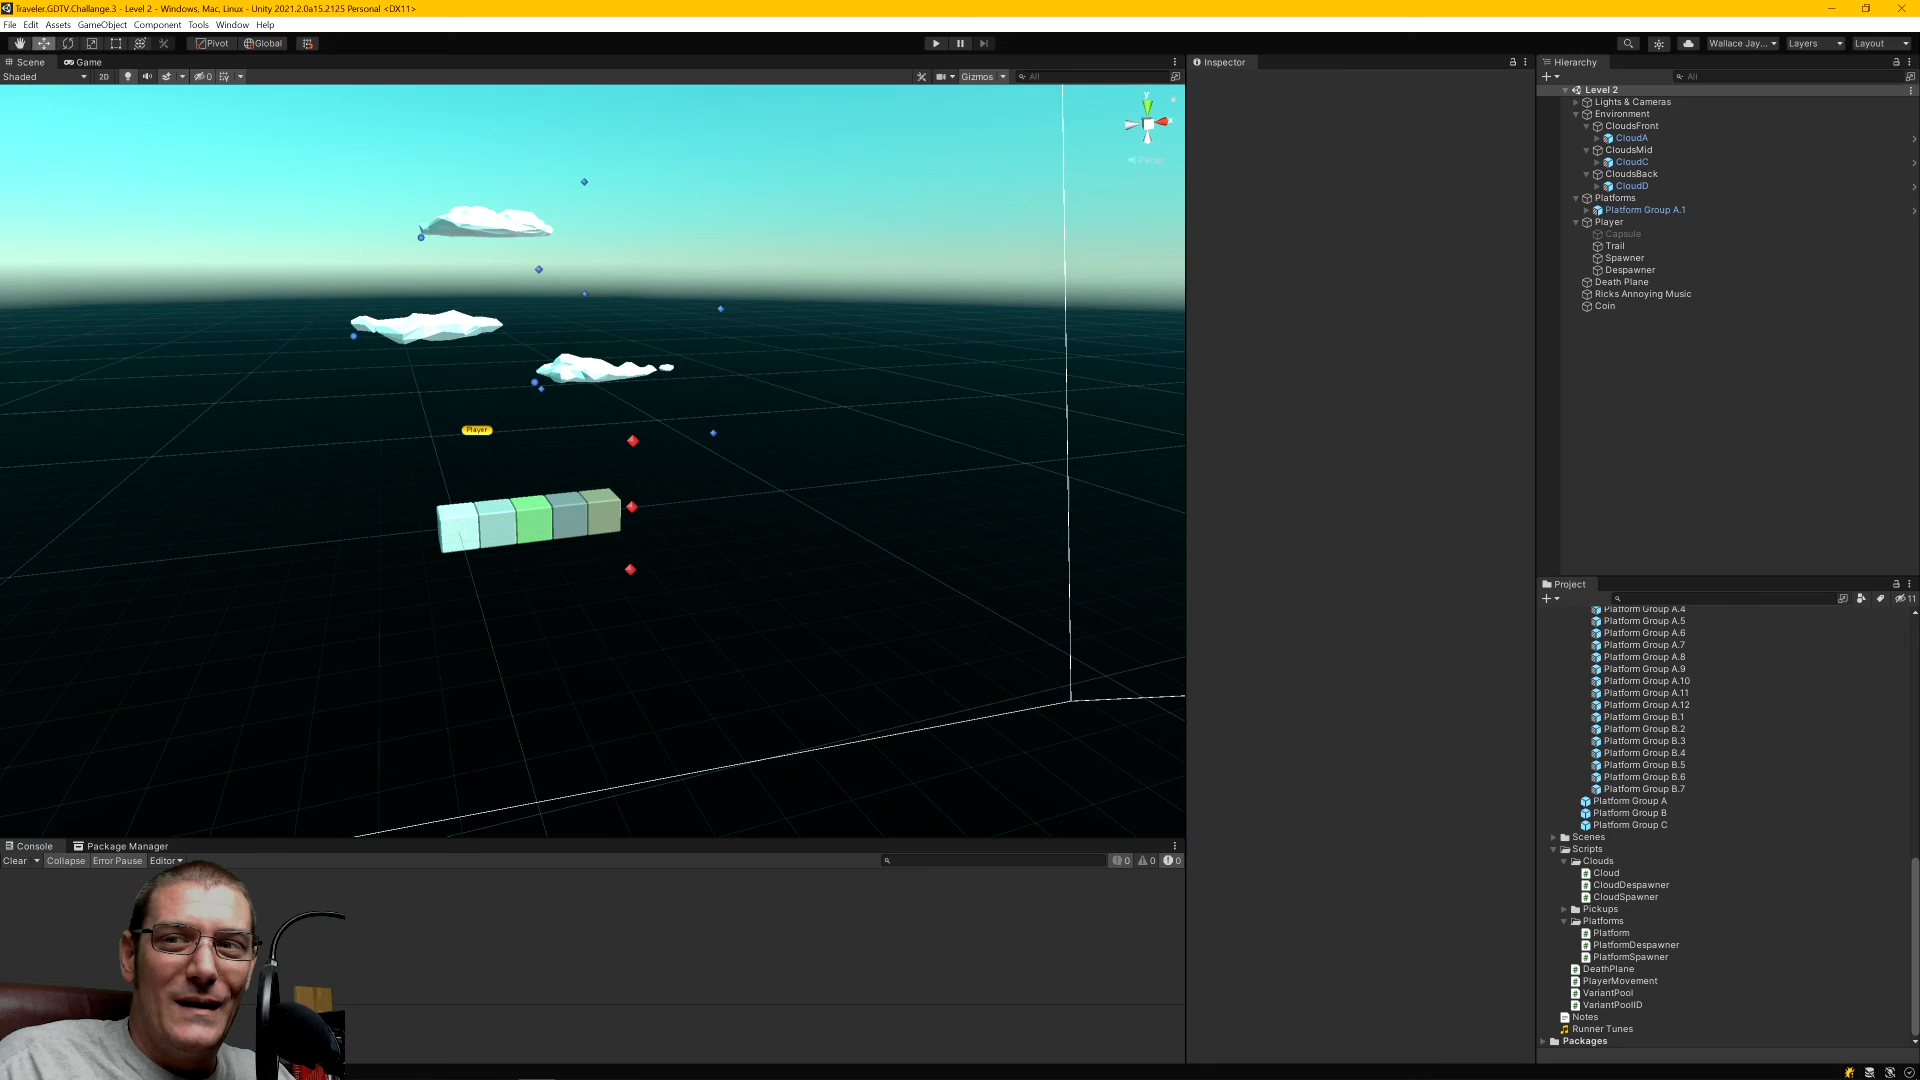 Traveler.GDTV.Challange.3 - Level 2 - Windows, Mac, Linux - Unity 2021.2.0a15.2125 Personal <DX11>
File Edit Assets GameObject Component Tools Window Help
Pivot Global Wallace Jay... Layers Layout
Scene Game
Shaded 2D 0 Gizmos All
y
x
Persp
Player
Console Package Manager
Clear Collapse Error Pause Editor 0 0 0
Inspector
Hierarchy
All
Level 2
Lights & Cameras
Environment
CloudsFront
CloudA
CloudsMid
CloudC
CloudsBack
CloudD
Platforms
Platform Group A.1
Player
Capsule
Trail
Spawner
Despawner
Death Plane
Ricks Annoying Music
Coin
Project
11
Platform Group A.4
Platform Group A.5
Platform Group A.6
Platform Group A.7
Platform Group A.8
Platform Group A.9
Platform Group A.10
Platform Group A.11
Platform Group A.12
Platform Group B.1
Platform Group B.2
Platform Group B.3
Platform Group B.4
Platform Group B.5
Platform Group B.6
Platform Group B.7
Platform Group A
Platform Group B
Platform Group C
Scenes
Scripts
Clouds
Cloud
CloudDespawner
CloudSpawner
Pickups
Platforms
Platform
PlatformDespawner
PlatformSpawner
DeathPlane
PlayerMovement
VariantPool
VariantPoolID
Notes
Runner Tunes
Packages